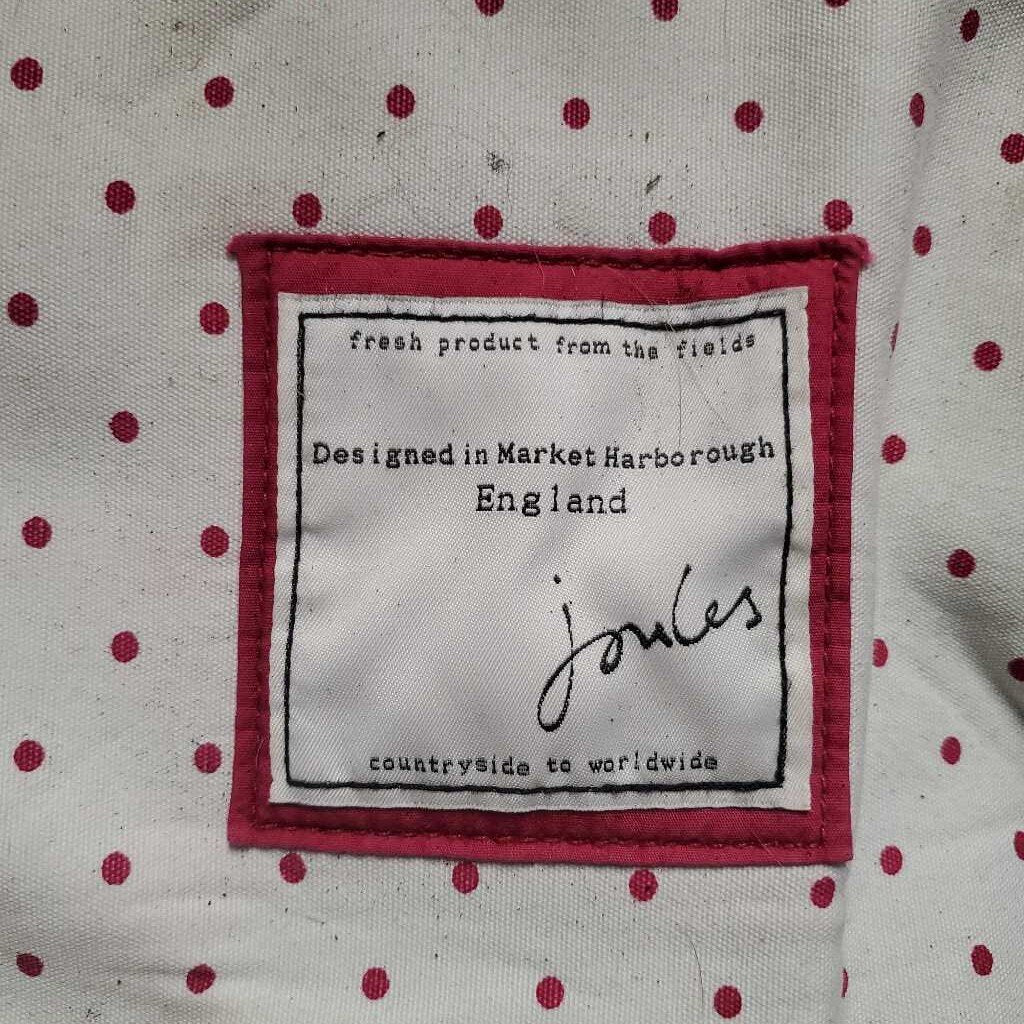 fresh product from the fields
Designed in Market Harborough
England
joules
countryside to worldwide